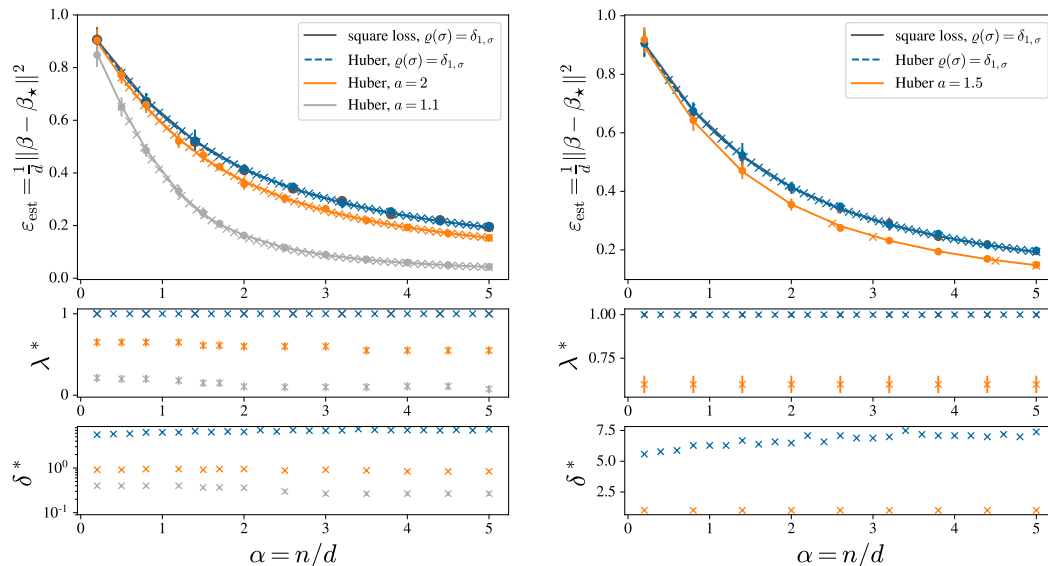 1.0
0.8
0.6
0.4
0.2
0.0
ε_est = 1/d ||β − β⋆||²
square loss, ϱ(σ) = δ_{1,σ}
Huber, ϱ(σ) = δ_{1,σ}
Huber, a = 2
Huber, a = 1.1
0 1 2 3 4 5
1
0
λ*
0 1 2 3 4 5
10⁰
10⁻¹
δ*
0 1 2 3 4 5
α = n/d
1.0
0.8
0.6
0.4
0.2
ε_est = 1/d ||β − β⋆||²
square loss, ϱ(σ) = δ_{1,σ}
Huber ϱ(σ) = δ_{1,σ}
Huber a = 1.5
0 1 2 3 4 5
1.00
0.75
λ*
0 1 2 3 4 5
7.5
5.0
2.5
δ*
0 1 2 3 4 5
α = n/d